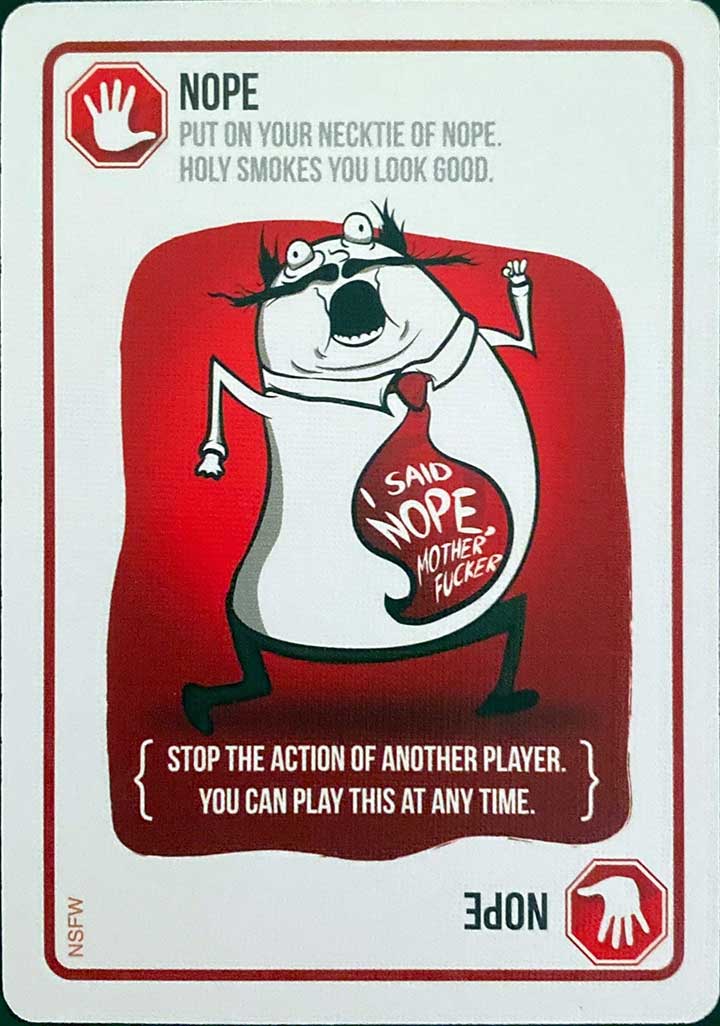 NOPE
PUT ON YOUR NECKTIE OF NOPE.
HOLY SMOKES YOU LOOK GOOD.
I SAID
NOPE,
MOTHER
FUCKER
STOP THE ACTION OF ANOTHER PLAYER.
YOU CAN PLAY THIS AT ANY TIME.
NSFW
NOPE